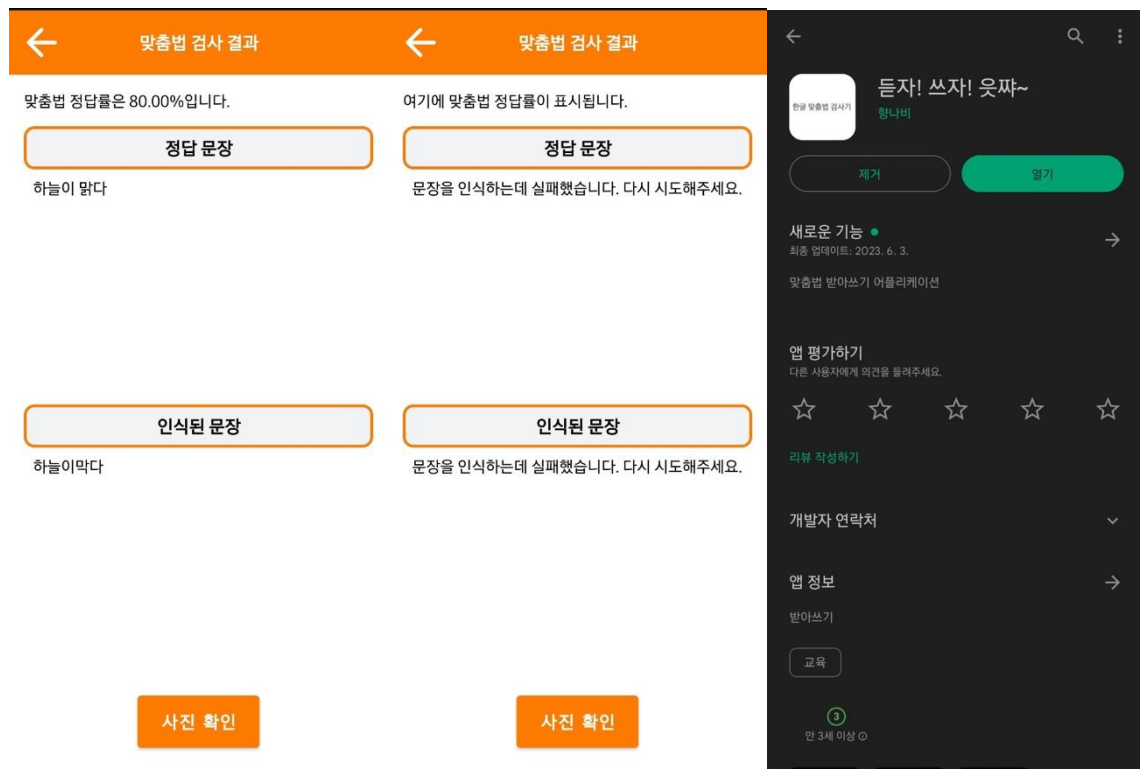 맞춤법 검사 결과
맞춤법 정답률은 80.00%입니다.
정답 문장
하늘이 맑다
인식된 문장
하늘이막다
사진 확인
맞춤법 검사 결과
여기에 맞춤법 정답률이 표시됩니다.
정답 문장
문장을 인식하는데 실패했습니다. 다시 시도해주세요.
인식된 문장
문장을 인식하는데 실패했습니다. 다시 시도해주세요.
사진 확인
한글 맞춤법 검사기
듣자! 쓰자! 읏쨔~
향나비
제거
열기
새로운 기능
최종 업데이트: 2023. 6. 3.
맞춤법 받아쓰기 어플리케이션
앱 평가하기
다른 사용자에게 의견을 들려주세요.
리뷰 작성하기
개발자 연락처
앱 정보
받아쓰기
교육
3
만 3세 이상